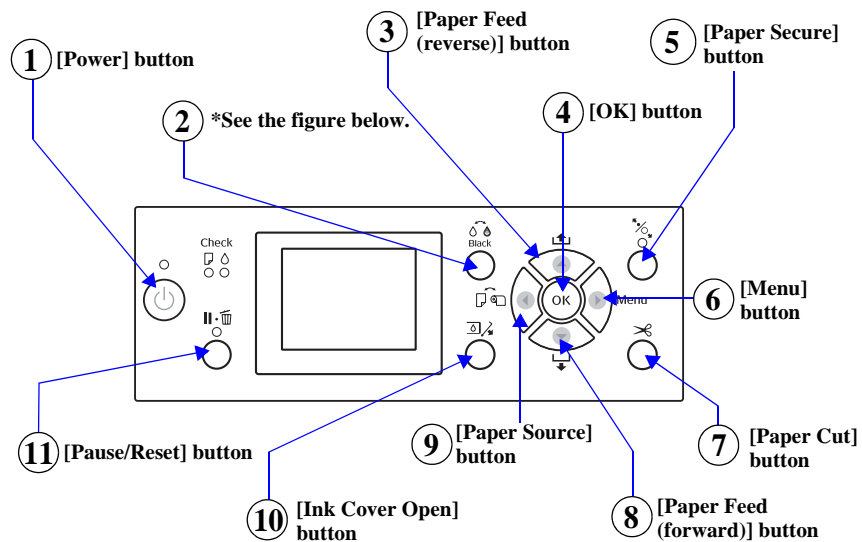 1 [Power] button
2 *See the figure below.
3 [Paper Feed
(reverse)] button
4 [OK] button
5 [Paper Secure]
button
Check
Black
OK
Menu
6 [Menu]
button
7 [Paper Cut]
button
8 [Paper Feed
(forward)] button
9 [Paper Source]
button
10 [Ink Cover Open]
button
11 [Pause/Reset] button